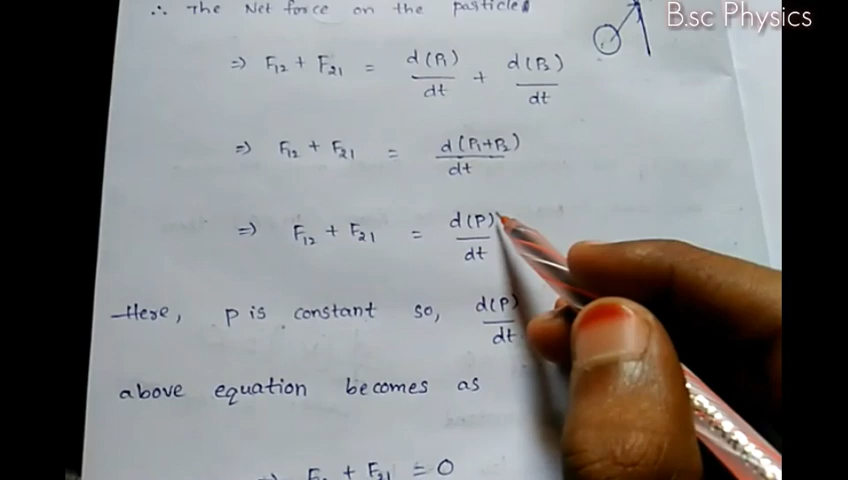 B.sc Physics
∴ The Net force on the particles
=> F12 + F21 = d(P1)/dt + d(P2)/dt
=> F12 + F21 = d(P1+P2)/dt
=> F12 + F21 = d(P)/dt
Here, p is constant so, d(P)/dt
above equation becomes as
+ F21 = 0